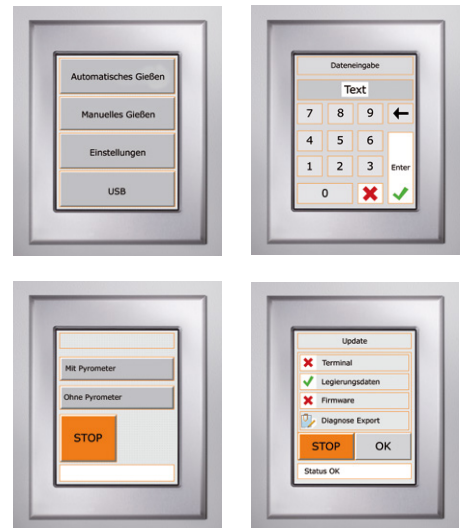 Automatisches Gießen
Manuelles Gießen
Einstellungen
USB
Dateneingabe
Text
7 8 9
4 5 6
1 2 3 Enter
0
Mit Pyrometer
Ohne Pyrometer
STOP
Update
Terminal
Legierungsdaten
Firmware
Diagnose Export
STOP OK
Status OK